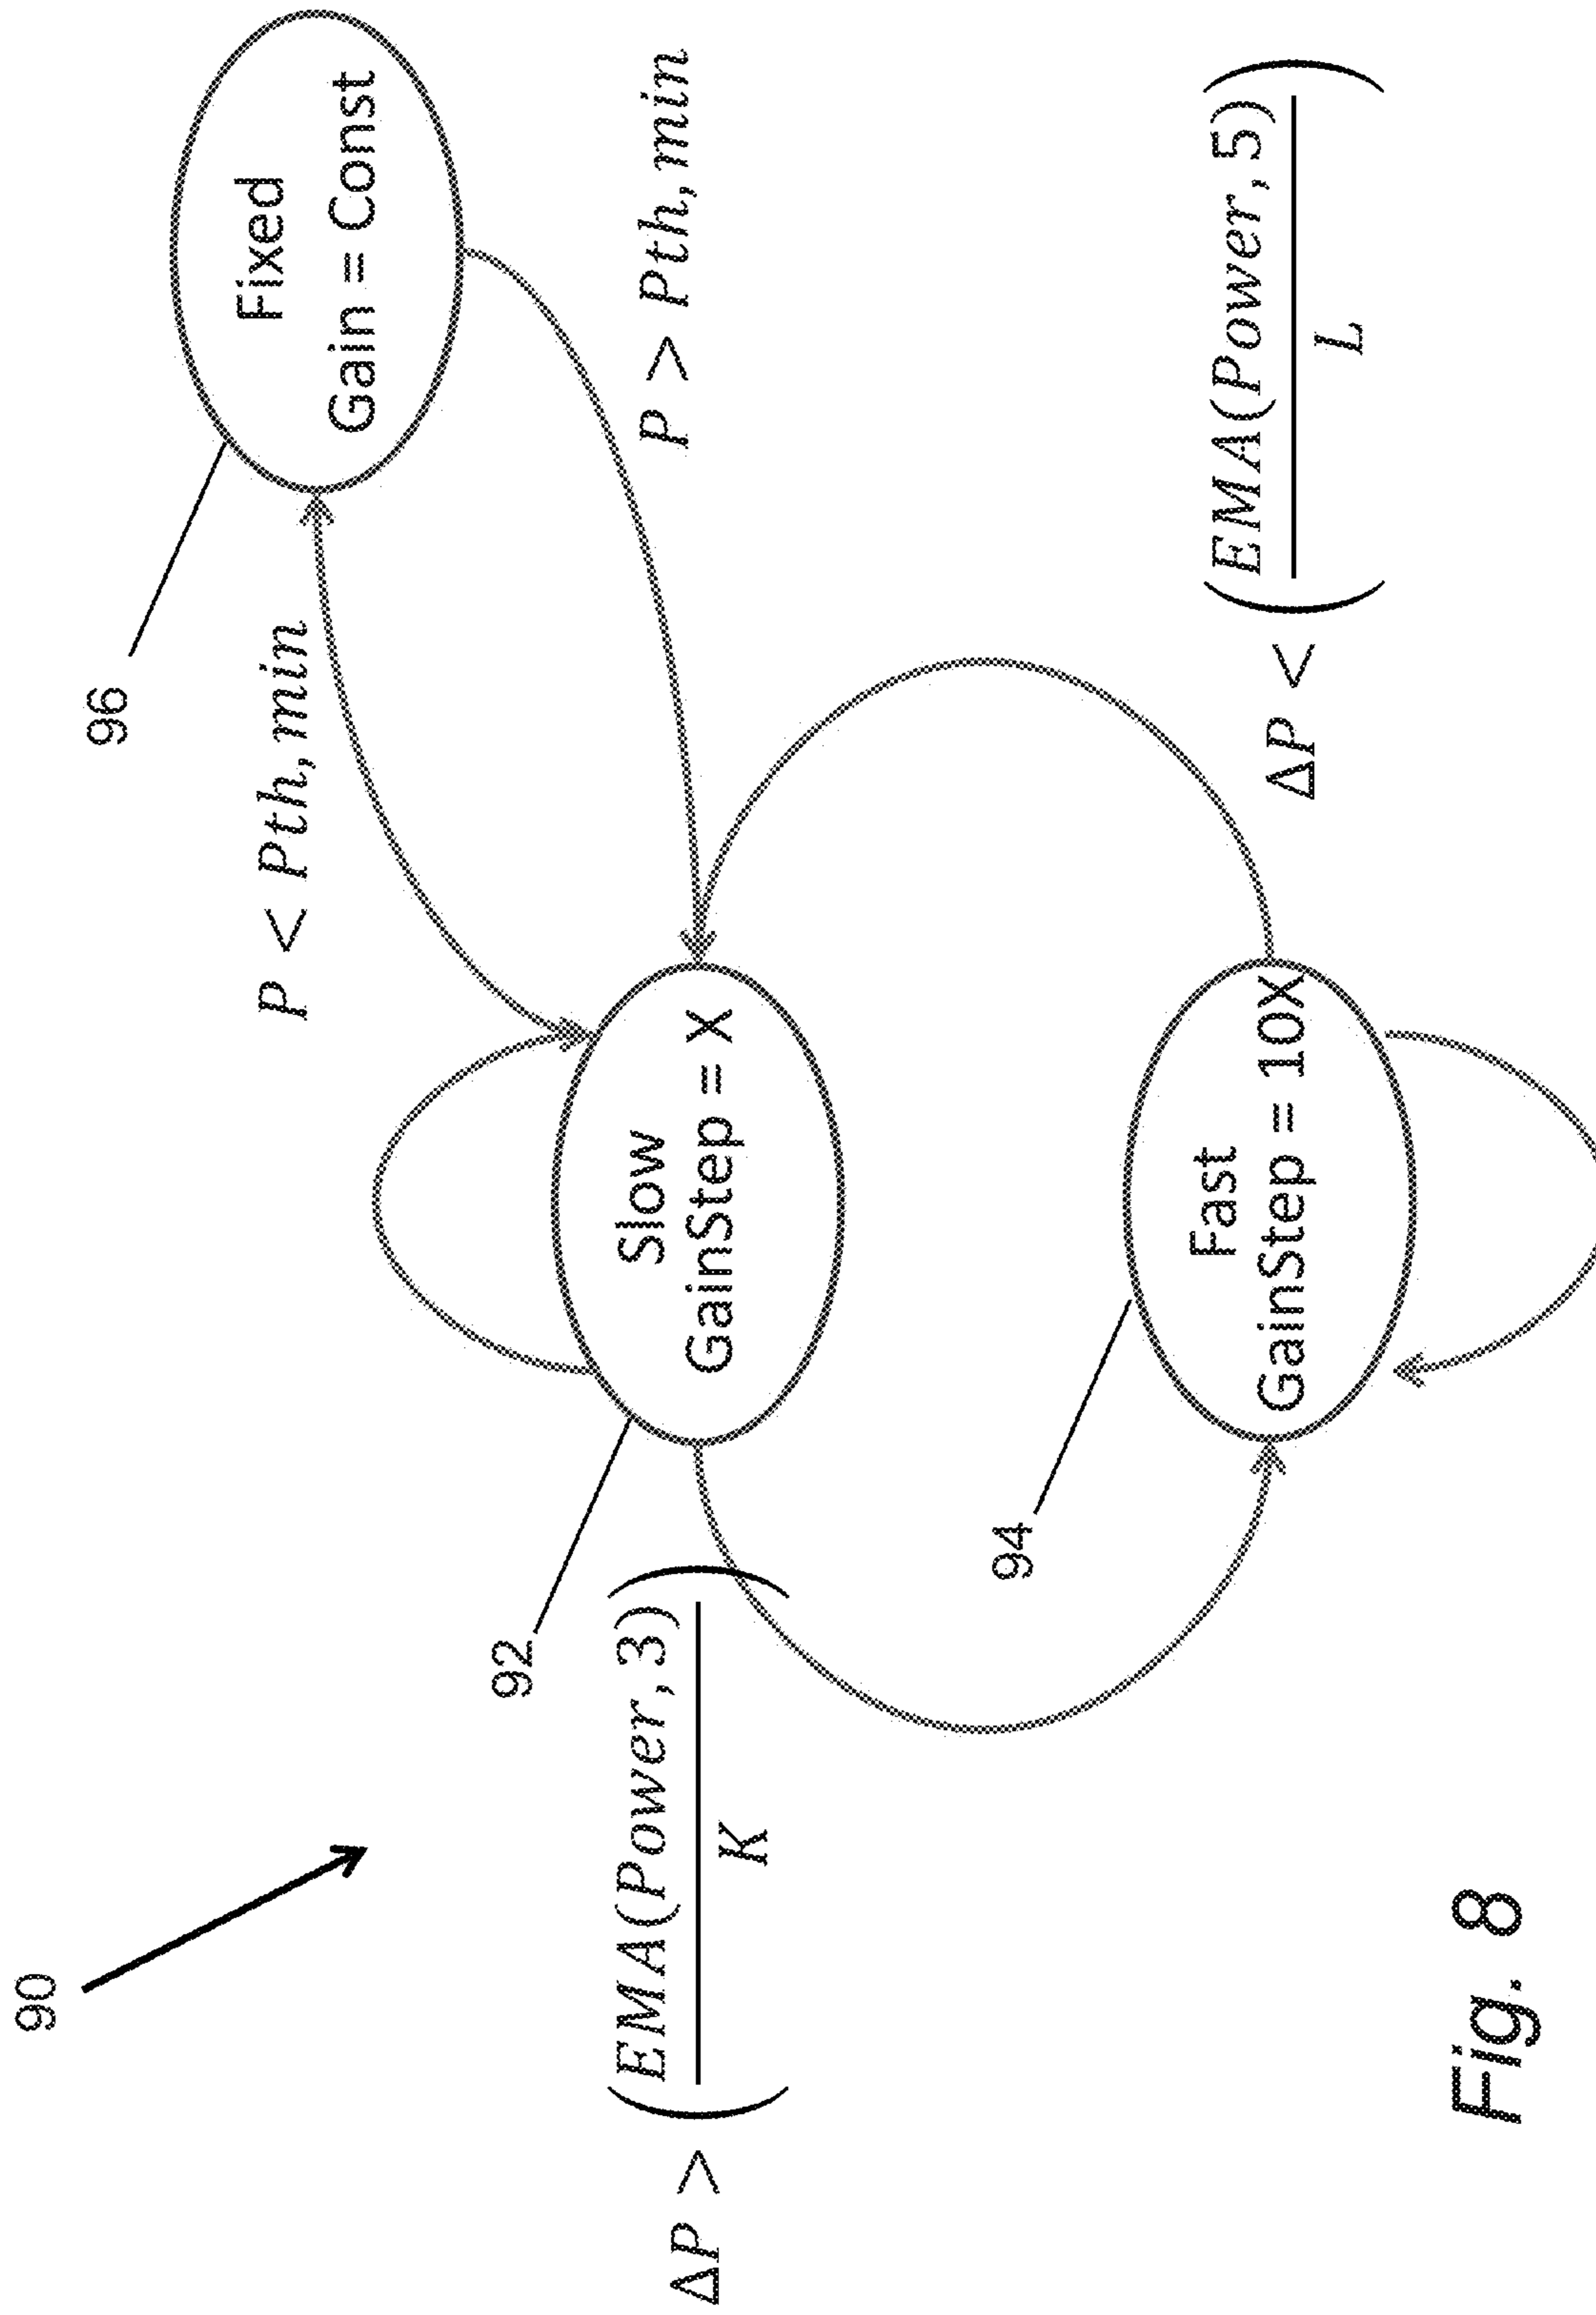 90
96
Fixed
Gain = Const
P < Pth, min
P > Pth, min
92
Slow
GainStep = X
ΔP > (EMA(Power, 3)
K)
94
Fast
GainStep = 10X
ΔP < (EMA(Power, 5)
L)
Fig. 8